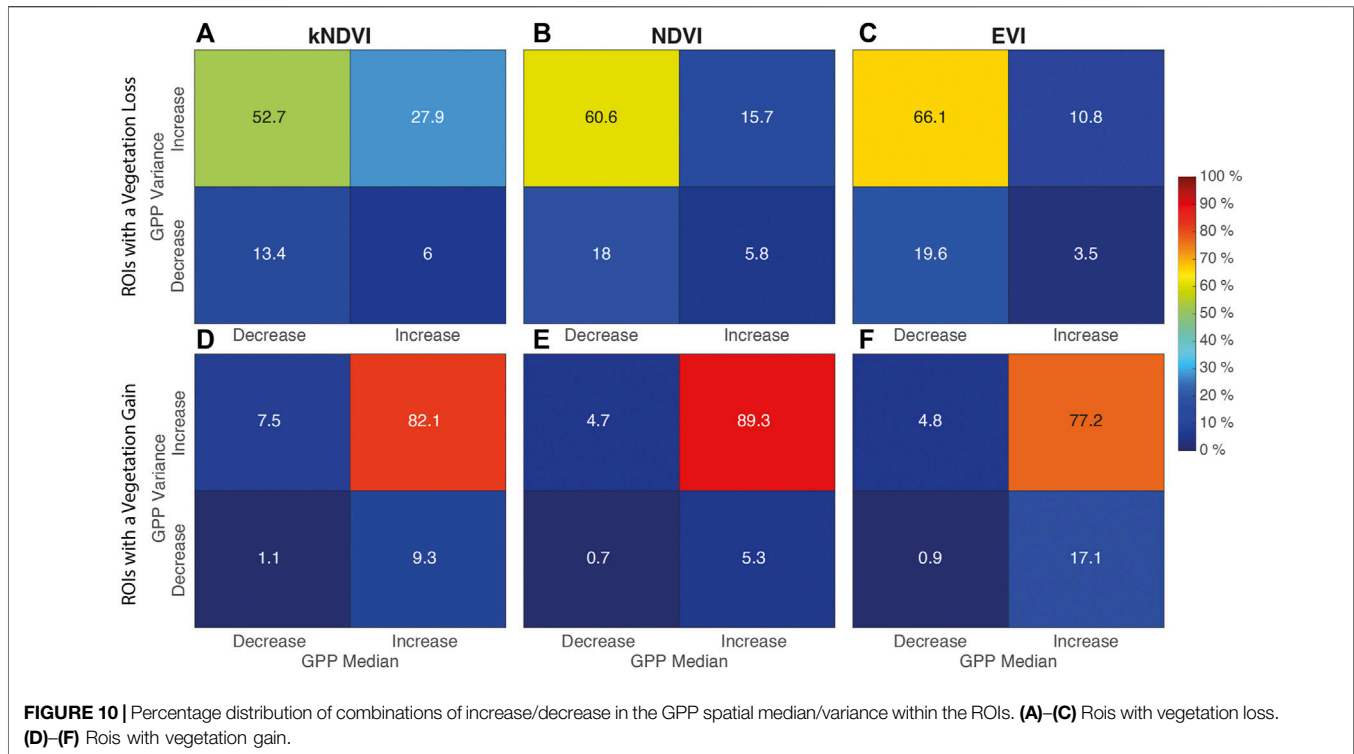 A kNDVI B NDVI C EVI
ROIs with a Vegetation Loss
GPP Variance
Increase
Decrease
52.7 27.9 60.6 15.7 66.1 10.8
13.4 6 18 5.8 19.6 3.5
Decrease Increase Decrease Increase Decrease Increase
100 %
90 %
80 %
70 %
60 %
50 %
40 %
30 %
20 %
10 %
0 %
D E F
ROIs with a Vegetation Gain
GPP Variance
Increase
Decrease
7.5 82.1 4.7 89.3 4.8 77.2
1.1 9.3 0.7 5.3 0.9 17.1
Decrease Increase Decrease Increase Decrease Increase
GPP Median GPP Median GPP Median
FIGURE 10 | Percentage distribution of combinations of increase/decrease in the GPP spatial median/variance within the ROIs. (A)–(C) Rois with vegetation loss.
(D)–(F) Rois with vegetation gain.